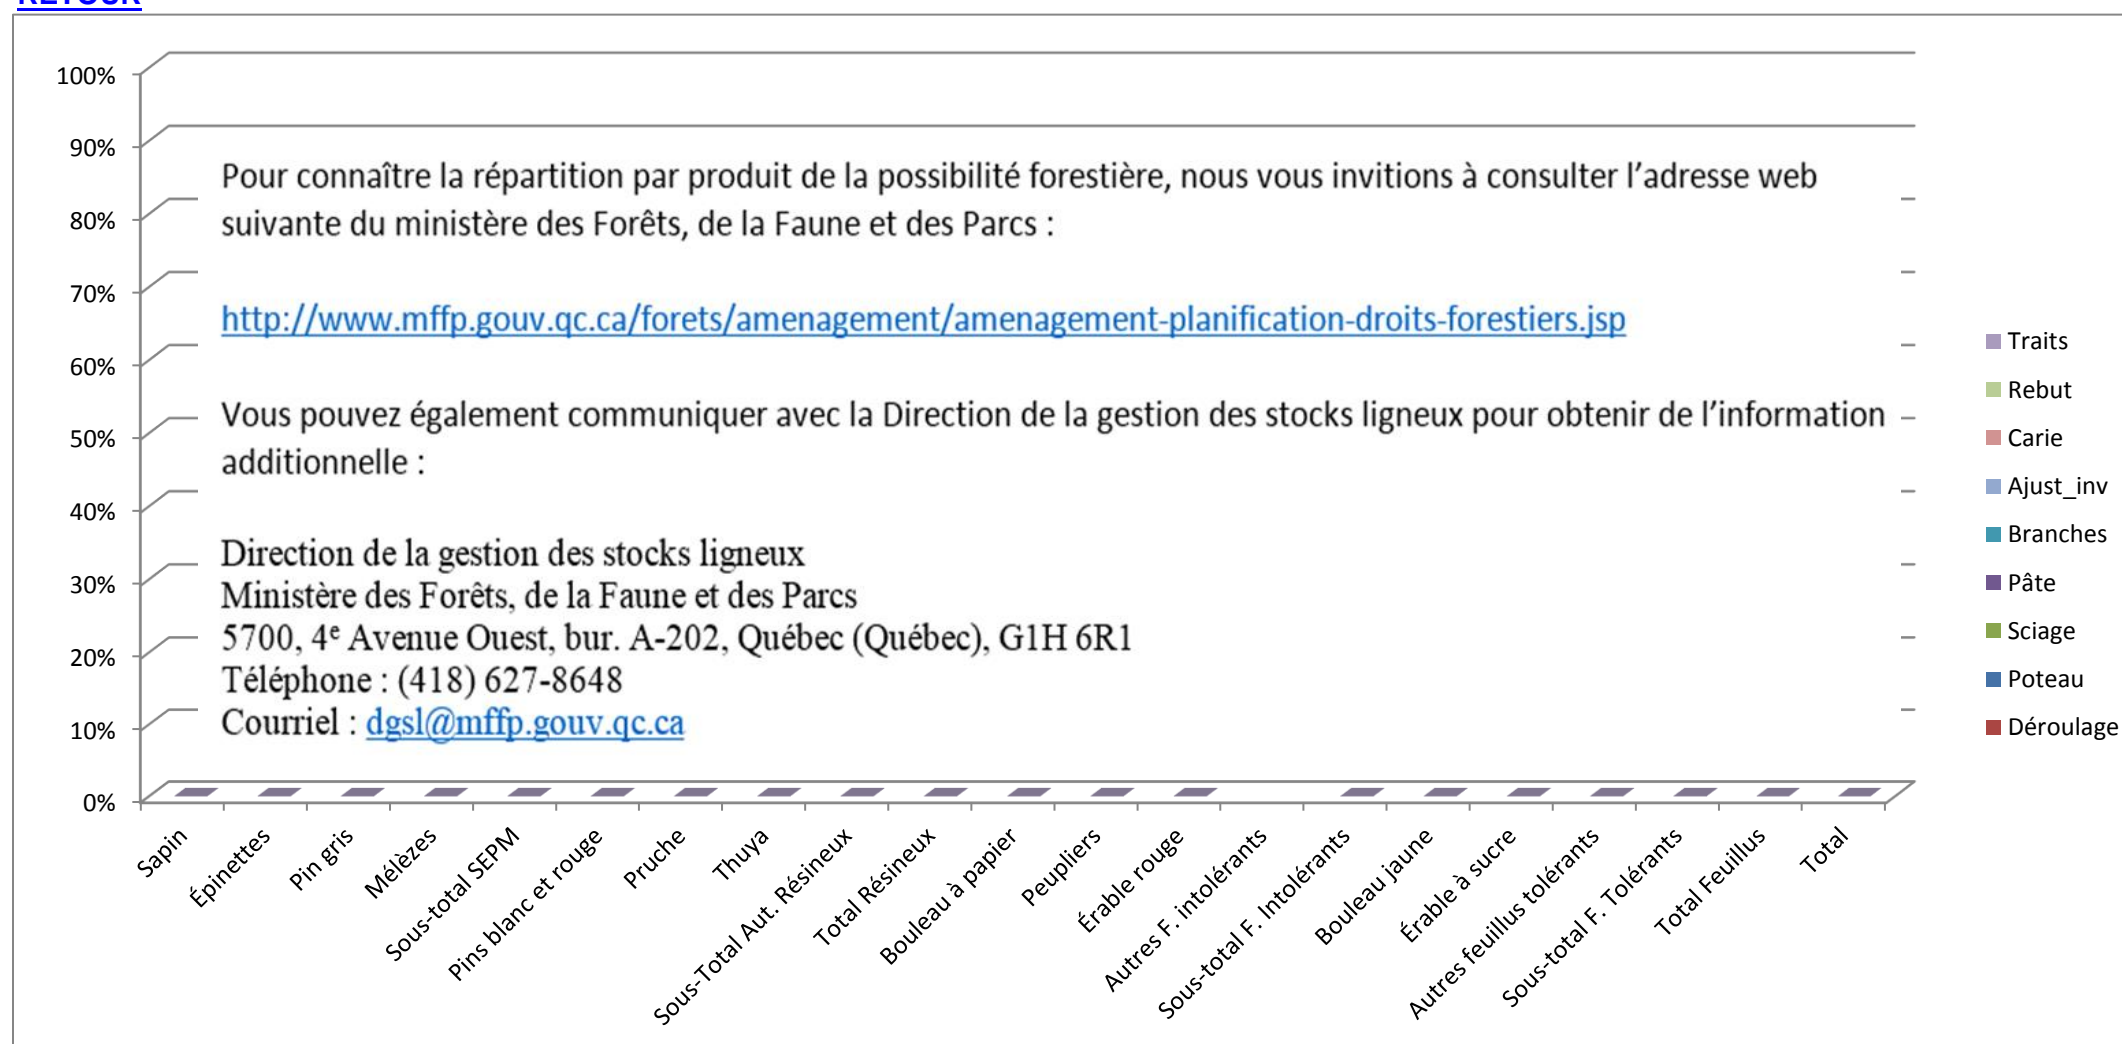 RETOUR
100%
90%
80%
70%
60%
50%
40%
30%
20%
10%
0%
Pour connaître la répartition par produit de la possibilité forestière, nous vous invitions à consulter l’adresse web
suivante du ministère des Forêts, de la Faune et des Parcs :
http://www.mffp.gouv.qc.ca/forets/amenagement/amenagement-planification-droits-forestiers.jsp
Vous pouvez également communiquer avec la Direction de la gestion des stocks ligneux pour obtenir de l’information
additionnelle :
Direction de la gestion des stocks ligneux
Ministère des Forêts, de la Faune et des Parcs
5700, 4e Avenue Ouest, bur. A-202, Québec (Québec), G1H 6R1
Téléphone : (418) 627-8648
Courriel : dgsl@mffp.gouv.qc.ca
Traits
Rebut
Carie
Ajust_inv
Branches
Pâte
Sciage
Poteau
Déroulage
Sapin
Épinettes
Pin gris
Mélèzes
Sous-total SEPM
Pins blanc et rouge
Pruche
Thuya
Sous-Total Aut. Résineux
Total Résineux
Bouleau à papier
Peupliers
Érable rouge
Autres F. intolérants
Sous-total F. Intolérants
Bouleau jaune
Érable à sucre
Autres feuillus tolérants
Sous-total F. Tolérants
Total Feuillus
Total